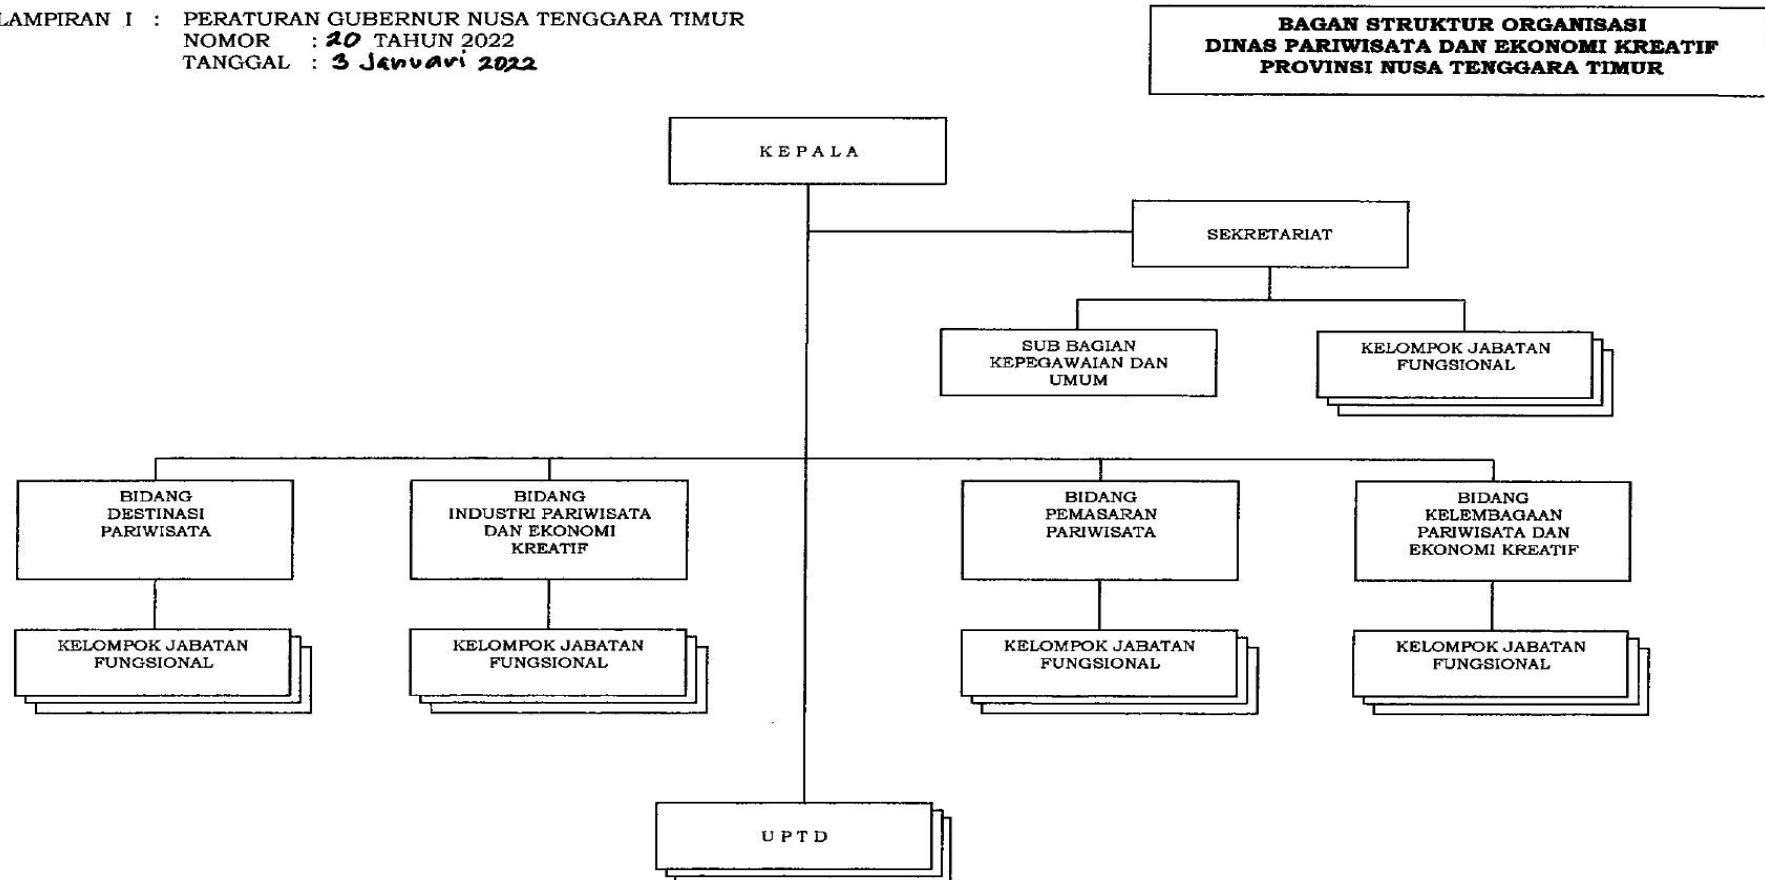 LAMPIRAN I : PERATURAN GUBERNUR NUSA TENGGARA TIMUR
NOMOR : 20 TAHUN 2022
TANGGAL : 3 Januari 2022
BAGAN STRUKTUR ORGANISASI
DINAS PARIWISATA DAN EKONOMI KREATIF
PROVINSI NUSA TENGGARA TIMUR
K E P A L A
SEKRETARIAT
SUB BAGIAN
KEPEGAWAIAN DAN
UMUM
KELOMPOK JABATAN
FUNGSIONAL
BIDANG
DESTINASI
PARIWISATA
BIDANG
INDUSTRI PARIWISATA
DAN EKONOMI
KREATIF
BIDANG
PEMASARAN
PARIWISATA
BIDANG
KELEMBAGAAN
PARIWISATA DAN
EKONOMI KREATIF
KELOMPOK JABATAN
FUNGSIONAL
KELOMPOK JABATAN
FUNGSIONAL
KELOMPOK JABATAN
FUNGSIONAL
KELOMPOK JABATAN
FUNGSIONAL
U P T D